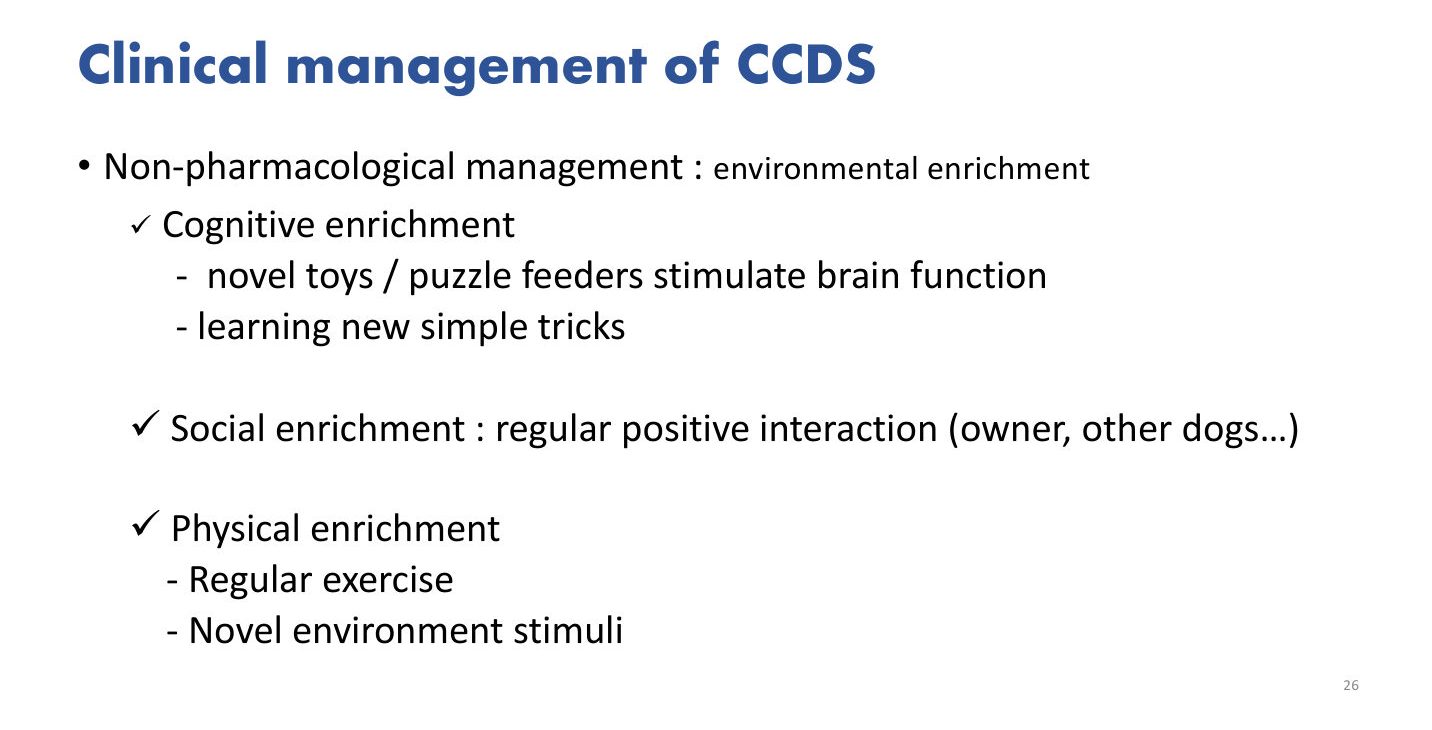 Clinical management of CCDS
• Non-pharmacological management : environmental enrichment
✓ Cognitive enrichment
- novel toys / puzzle feeders stimulate brain function
- learning new simple tricks
✓ Social enrichment : regular positive interaction (owner, other dogs…)
✓ Physical enrichment
- Regular exercise
- Novel environment stimuli
26